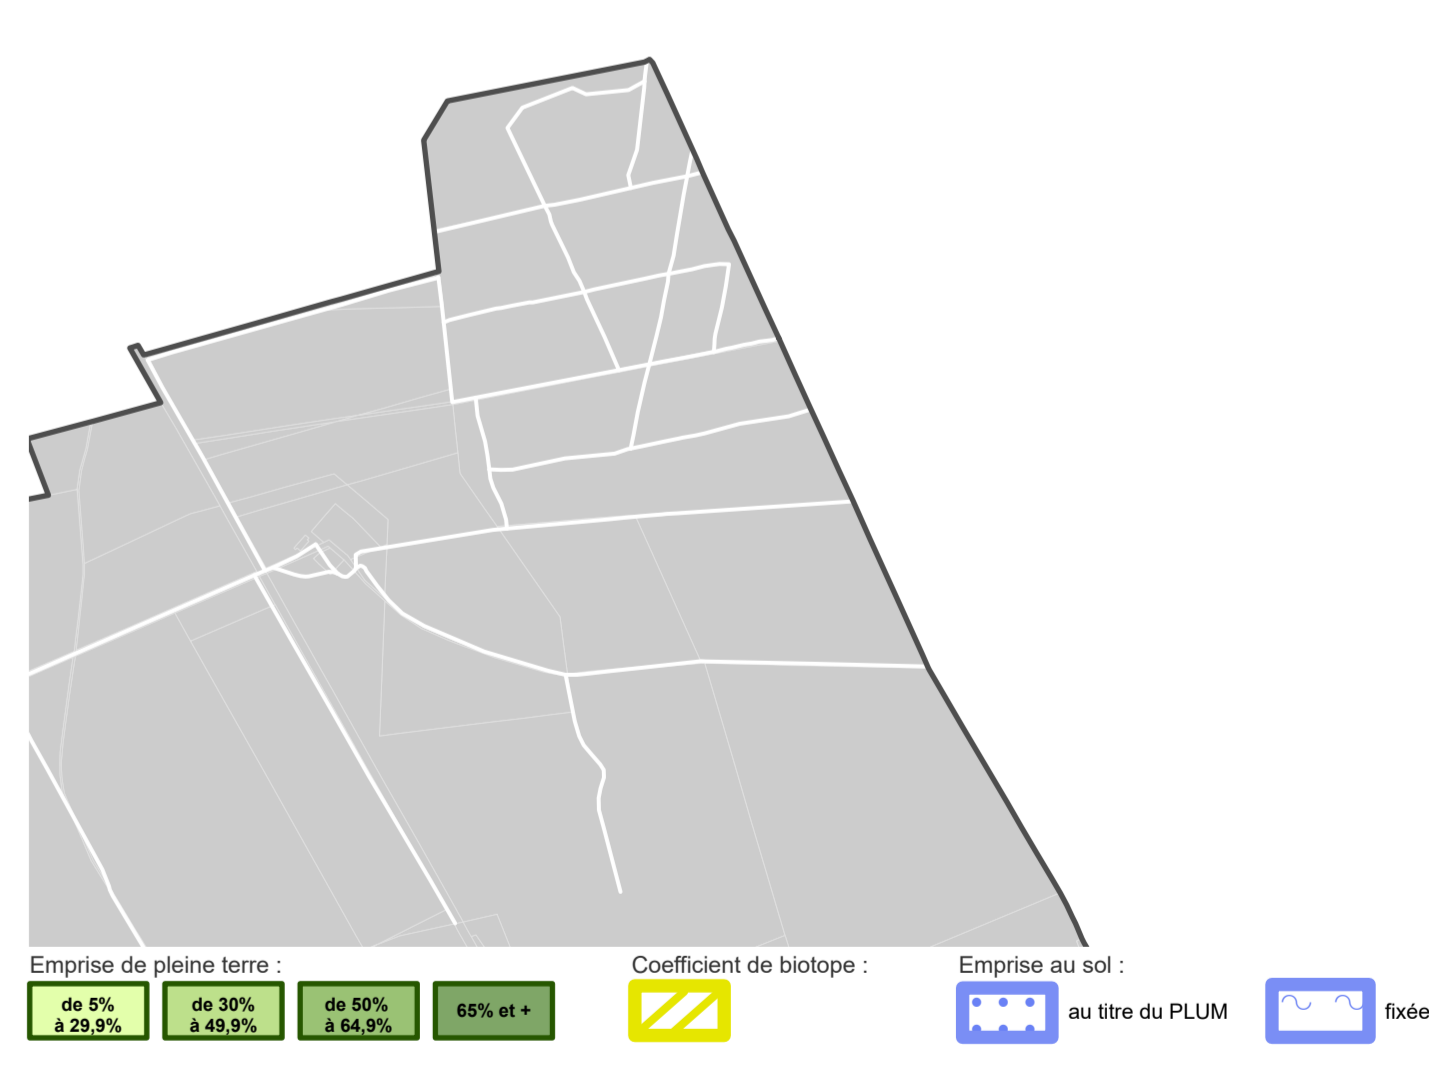 Emprise de pleine terre :
Coefficient de biotope :
Emprise au sol :
de 5%
à 29,9%
de 30%
à 49,9%
de 50%
à 64,9%
65% et +
au titre du PLUM
fixée